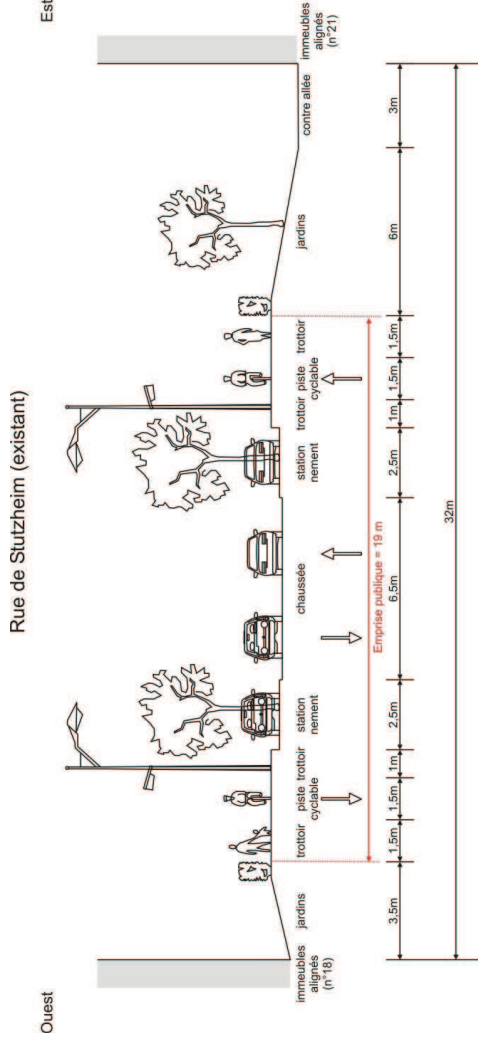 Rue de Stutzheim (existant)
Ouest
Est
immeubles
alignés
(n°18)
jardins
trottoir
piste
cyclable
trottoir
station
nement
chaussée
station
nement
trottoir
piste
cyclable
trottoir
jardins
contre allée
immeubles
alignés
(n°21)
Emprise publique = 19 m
3,5m
1,5m
1,5m
1m
2,5m
6,5m
2,5m
1m
1,5m
1,5m
6m
3m
32m